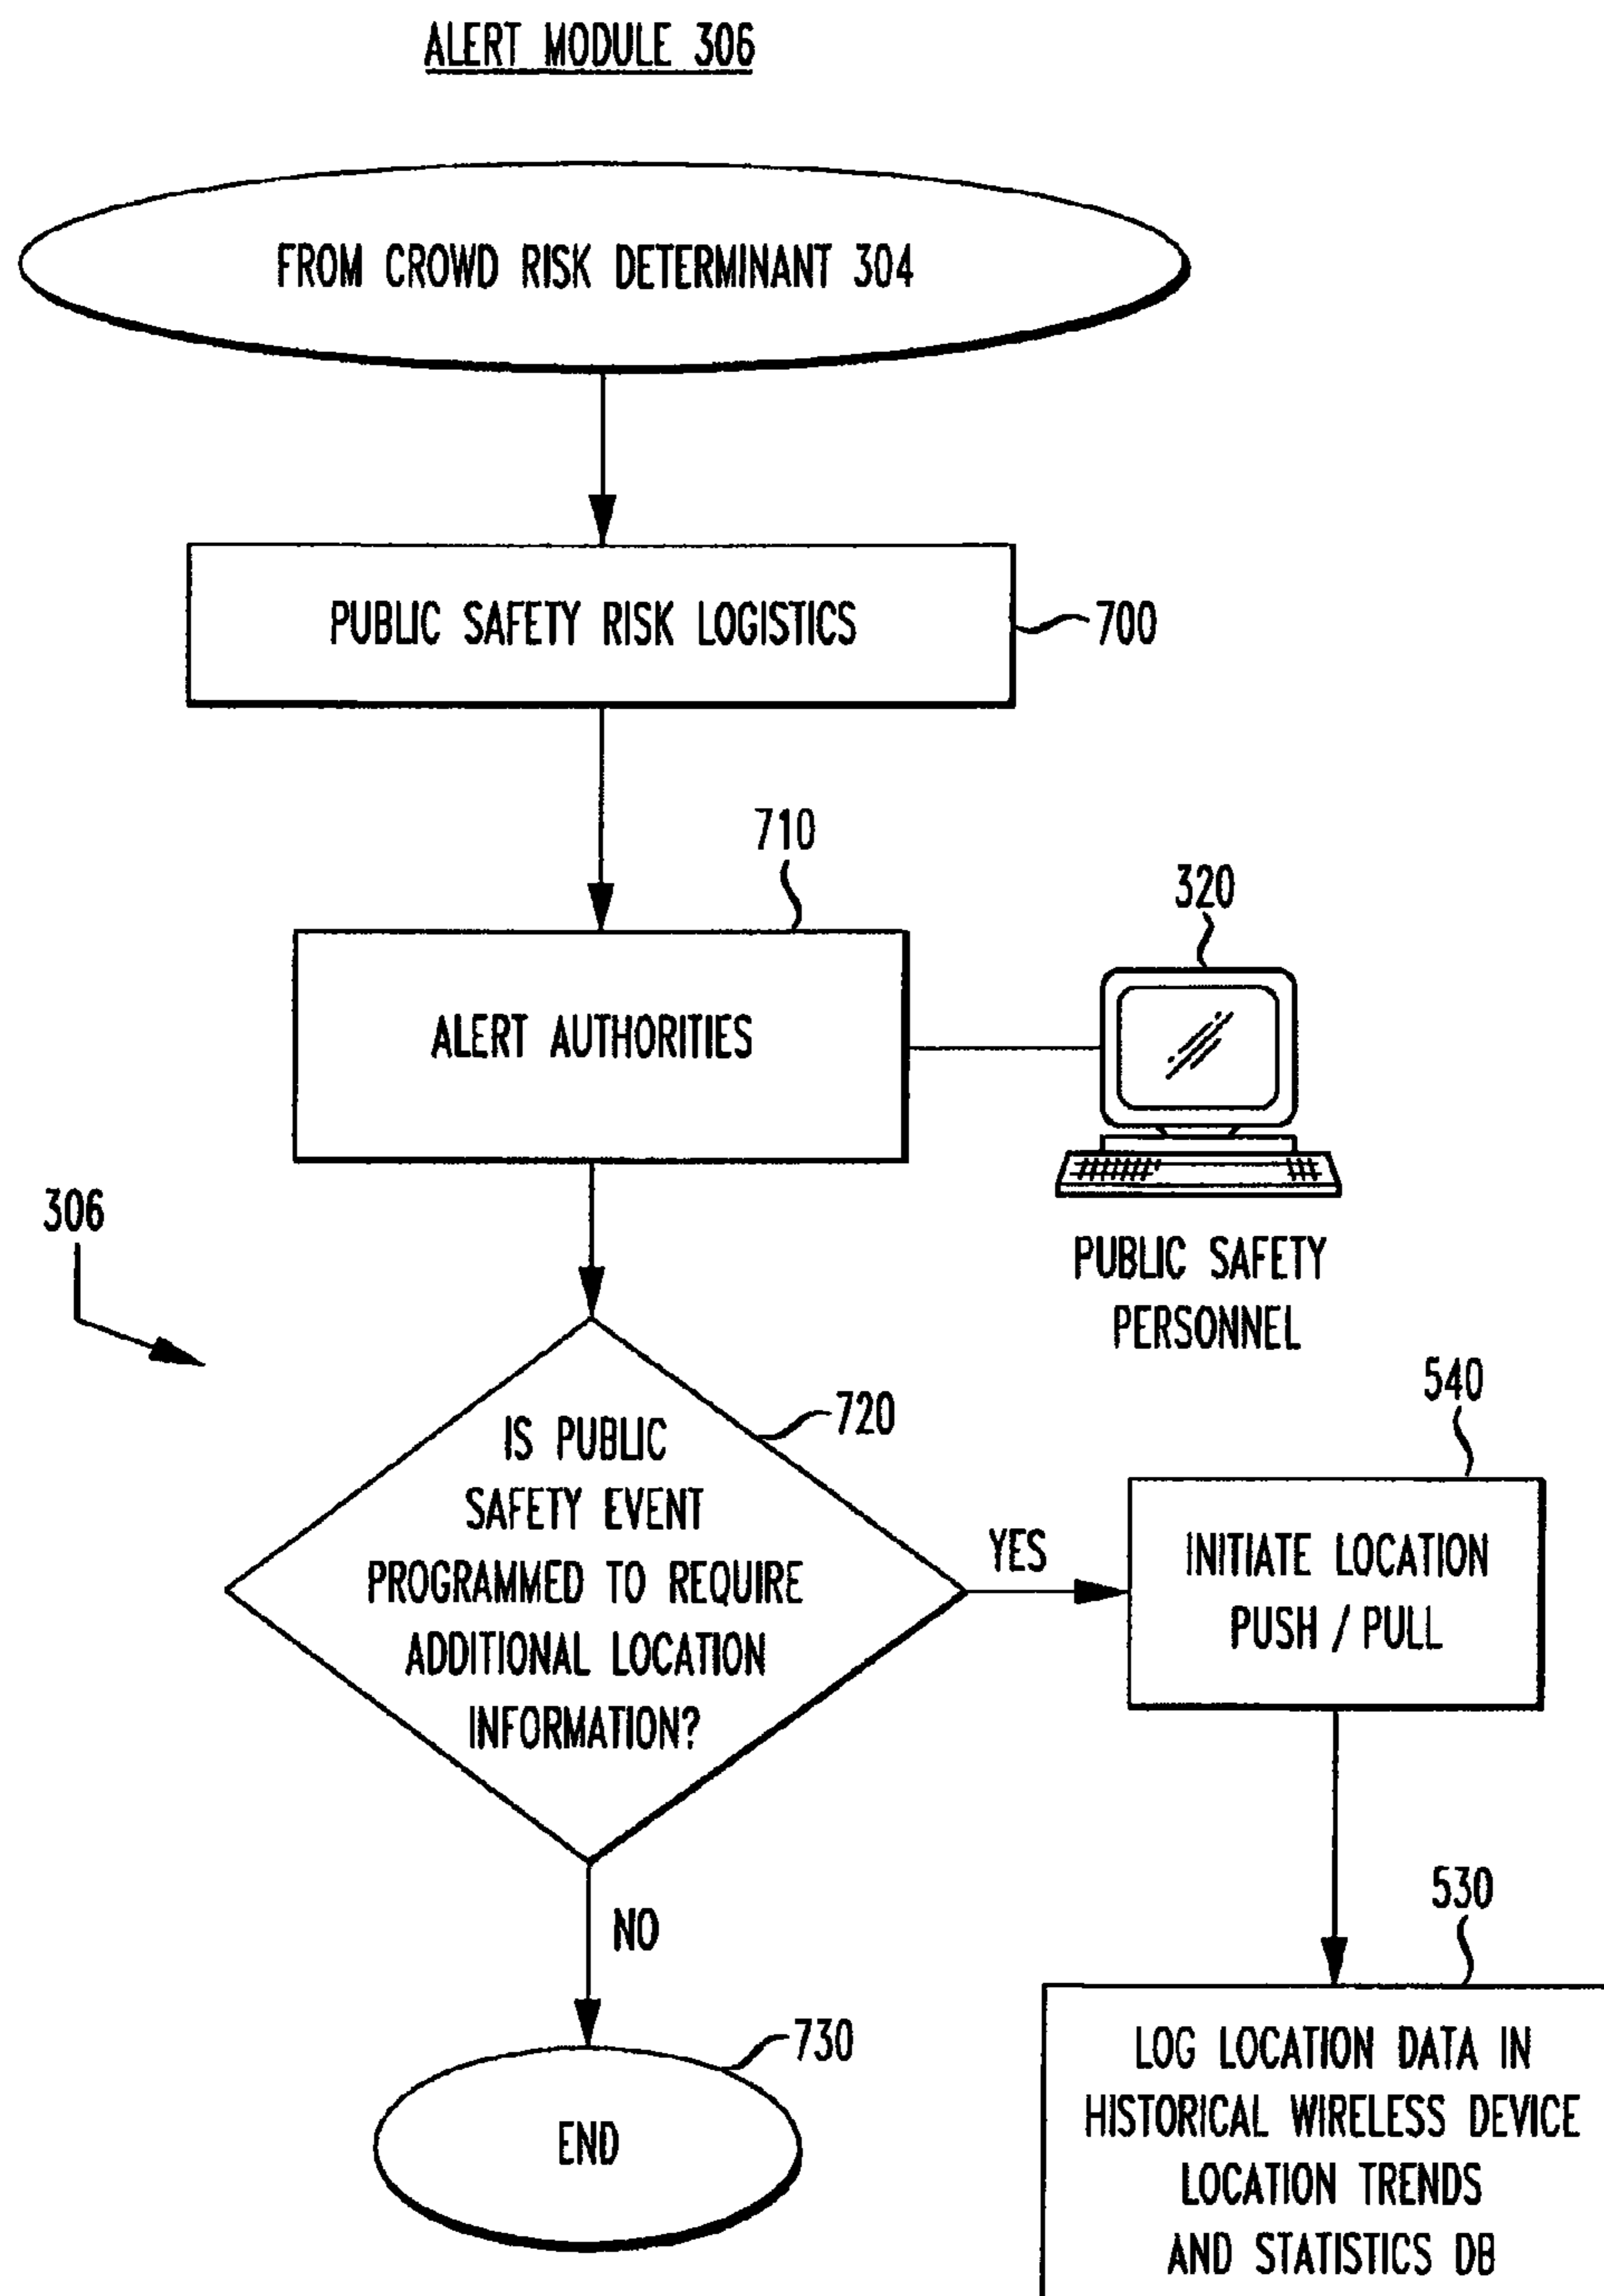 ALERT MODULE 306
FROM CROWD RISK DETERMINANT 304
PUBLIC SAFETY RISK LOGISTICS
700
710
ALERT AUTHORITIES
320
PUBLIC SAFETY
PERSONNEL
306
720
IS PUBLIC
SAFETY EVENT
PROGRAMMED TO REQUIRE
ADDITIONAL LOCATION
INFORMATION?
YES
540
INITIATE LOCATION
PUSH / PULL
NO
530
LOG LOCATION DATA IN
HISTORICAL WIRELESS DEVICE
LOCATION TRENDS
AND STATISTICS DB
730
END